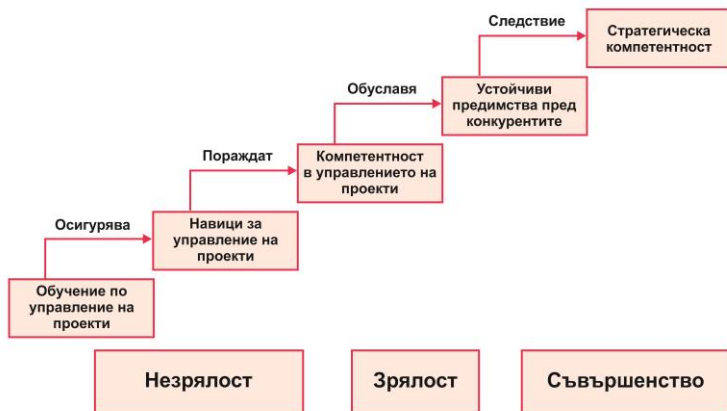 Следствие
Стратегическа
компетентност
Обуславя
Устойчиви
предимства пред
конкурентите
Пораждат
Компетентност
в управлението на
проекти
Осигурява
Навици за
управление на
проекти
Обучение по
управление на
проекти
Незрялост
Зрялост
Съвършенство